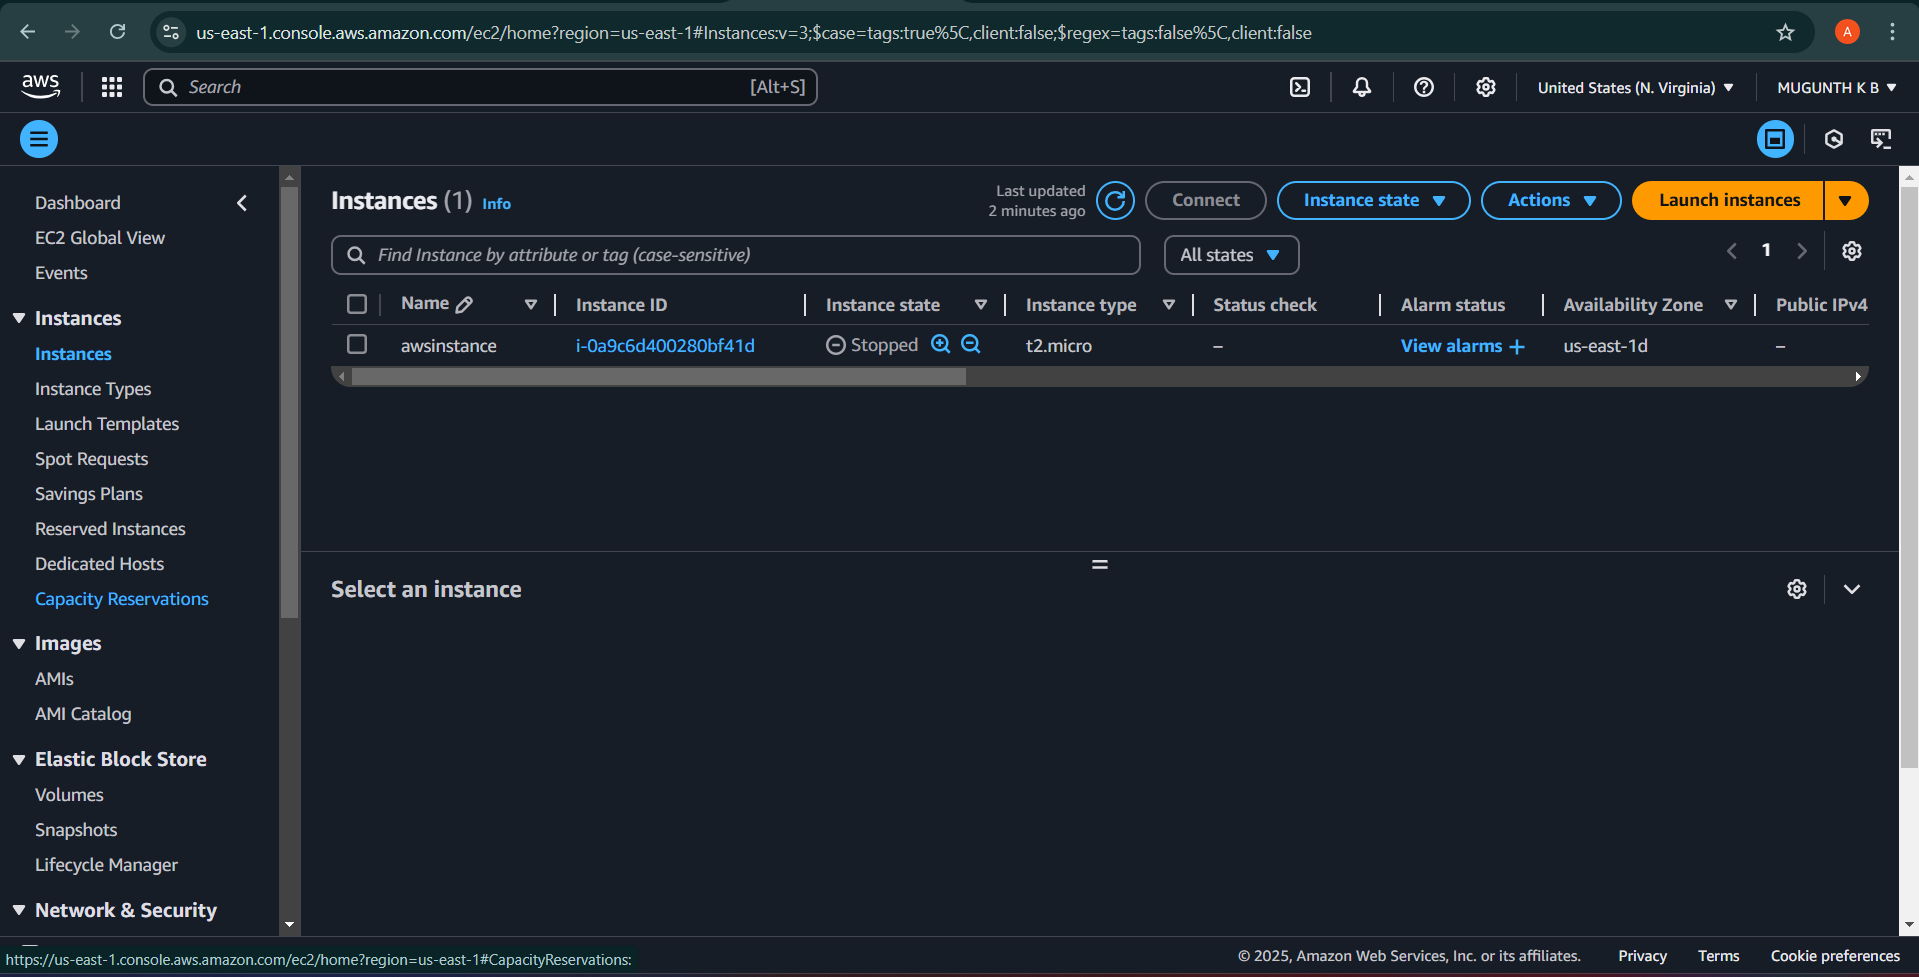 us-east-1.console.aws.amazon.com/ec2/home?region=us-east-1#Instances:v=3;$case=tags:true%5C,client:false;$regex=tags:false%5C,client:false
A
aws
Search [Alt+S]
United States (N. Virginia)
MUGUNTH K B
Dashboard
EC2 Global View
Events
Instances
Instances
Instance Types
Launch Templates
Spot Requests
Savings Plans
Reserved Instances
Dedicated Hosts
Capacity Reservations
Images
AMIs
AMI Catalog
Elastic Block Store
Volumes
Snapshots
Lifecycle Manager
Network & Security
Instances (1) Info
Last updated
2 minutes ago
Connect
Instance state
Actions
Launch instances
Find Instance by attribute or tag (case-sensitive)
All states
1
Name Instance ID Instance state Instance type Status check Alarm status Availability Zone Public IPv4
awsinstance i-0a9c6d400280bf41d Stopped t2.micro – View alarms + us-east-1d –
Select an instance
https://us-east-1.console.aws.amazon.com/ec2/home?region=us-east-1#CapacityReservations:
© 2025, Amazon Web Services, Inc. or its affiliates. Privacy Terms Cookie preferences